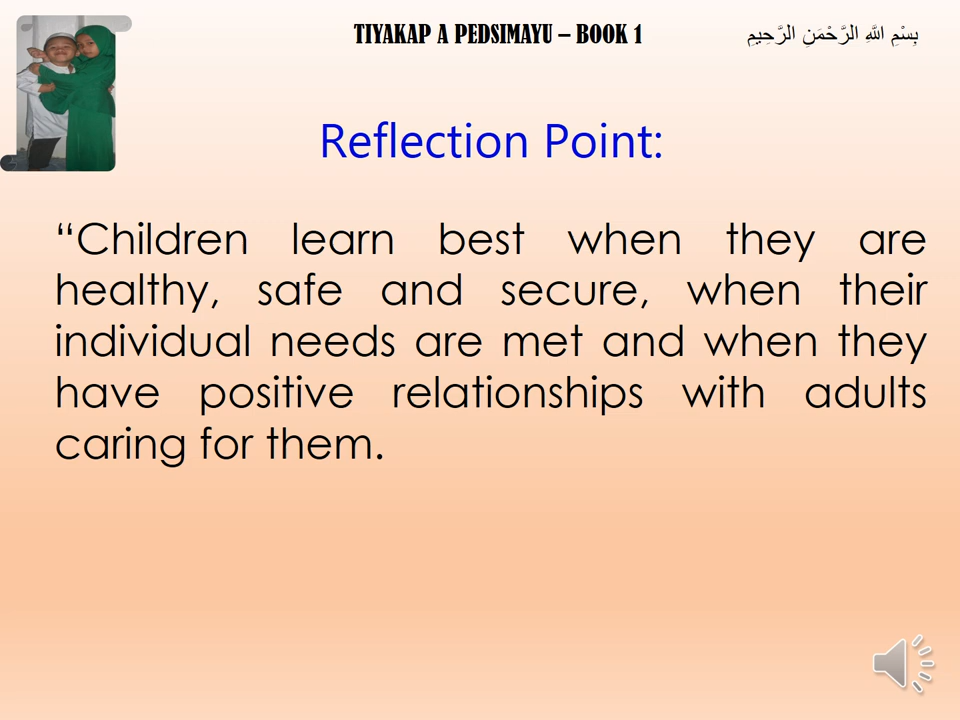 TIYAKAP A PEDSIMAYU – BOOK 1
بِسْمِ اللَّهِ الرَّحْمَنِ الرَّحِيمِ
Reflection Point:
“Children learn best when they are
healthy, safe and secure, when their
individual needs are met and when they
have positive relationships with adults
caring for them.